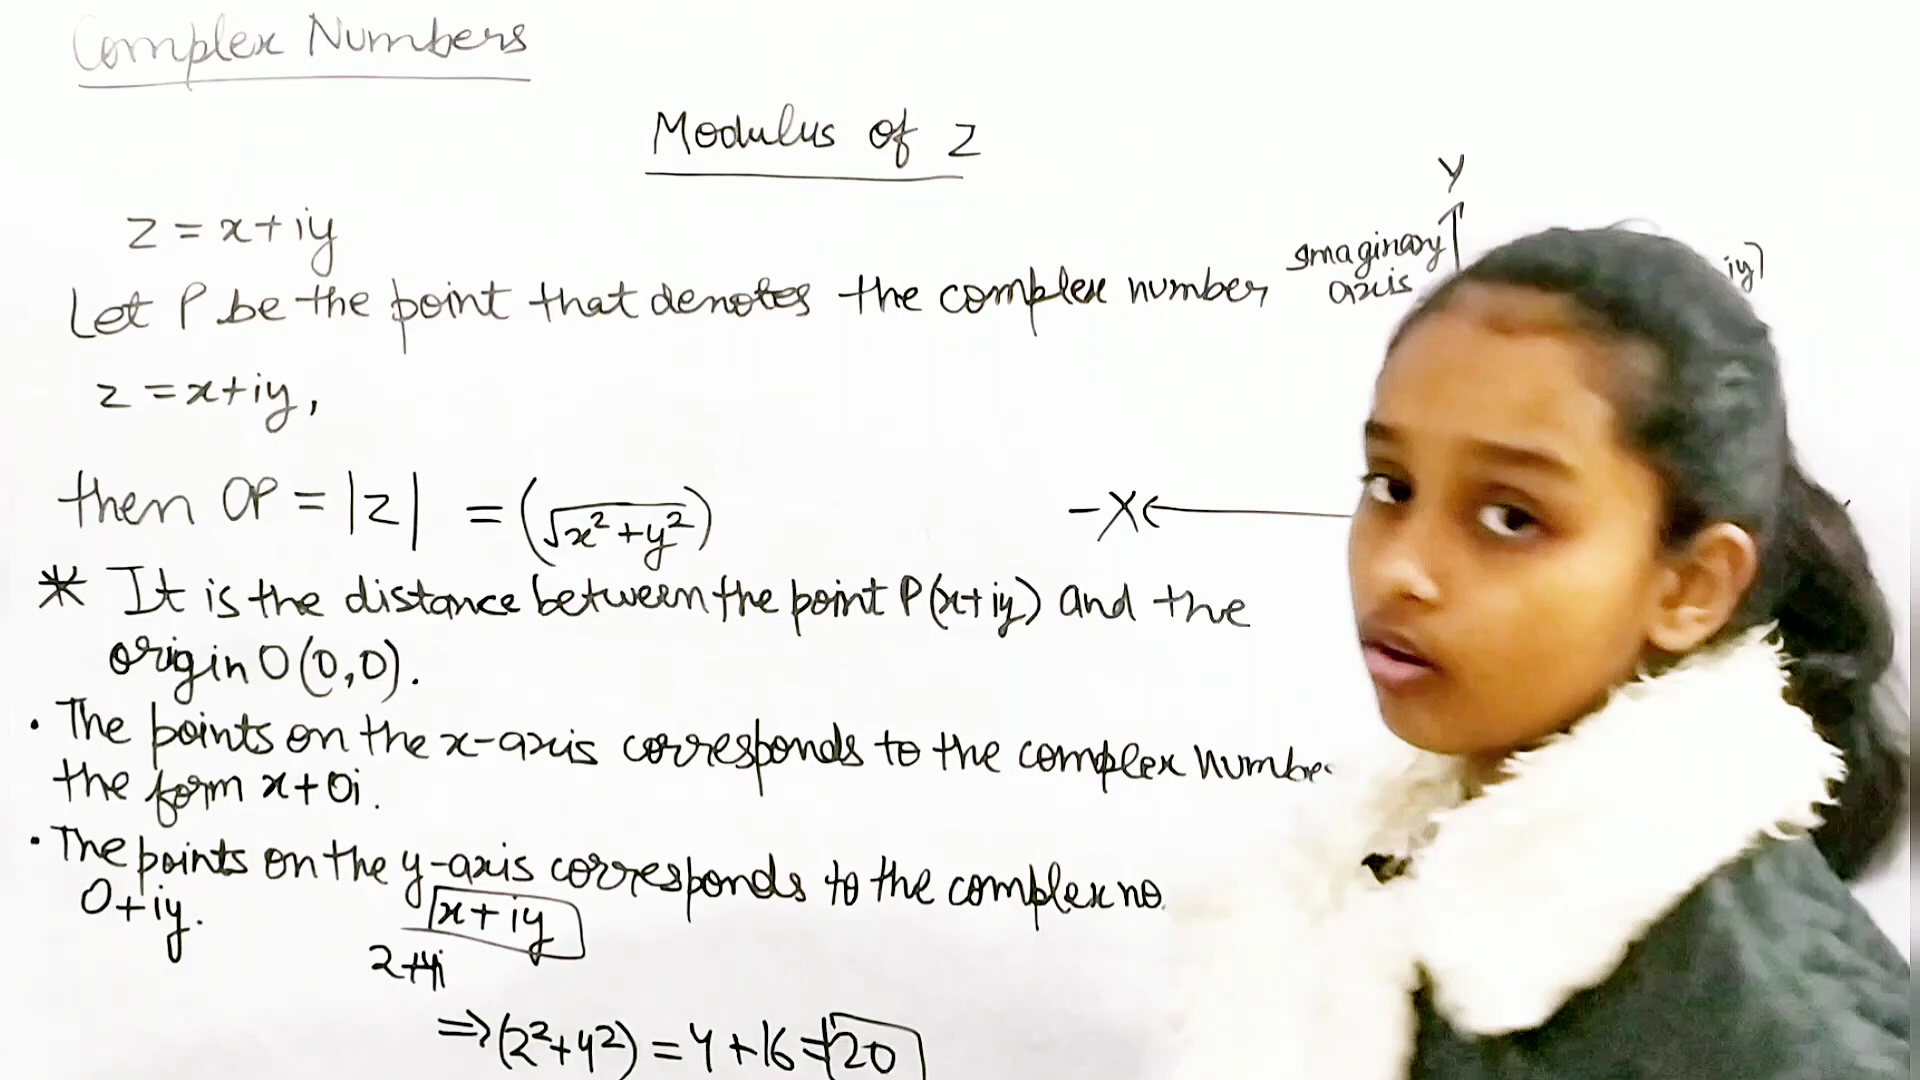 Complex Numbers
Modulus of z
z = x+iy
Let P be the point that denotes the complex number
z = x+iy,
then OP = |z| = (√x²+y²)
* It is the distance between the point P(x+iy) and the
origin O(0,0).
• The points on the x-axis corresponds to the complex
the form x+0i.
• The points on the y-axis corresponds to the complex no.
0+iy.
x+iy
2+4i
⇒ (2²+4²) = 4+16 = √20
Y
Imaginary
axis
iy)
-X